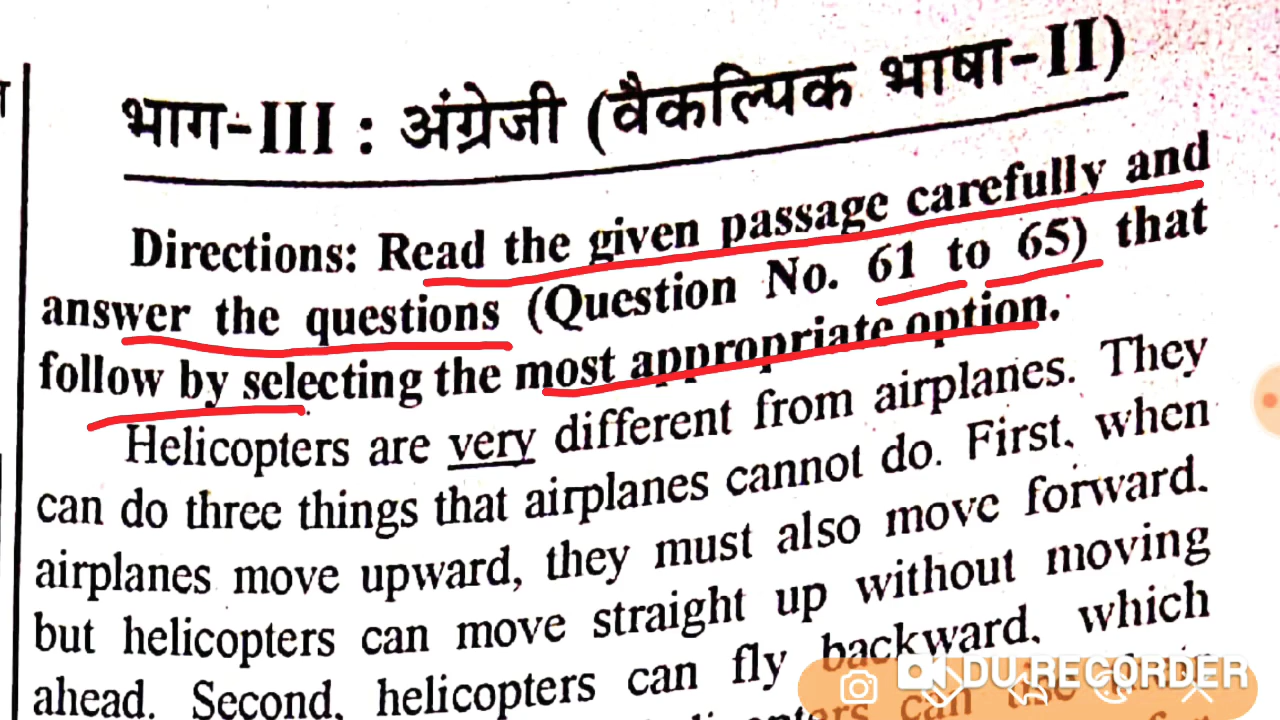 भाग-III : अंग्रेजी (वैकल्पिक भाषा-II)
Directions: Read the given passage carefully and
answer the questions (Question No. 61 to 65) that
follow by selecting the most appropriate option.
Helicopters are very different from airplanes. They
can do three things that airplanes cannot do. First, when
airplanes move upward, they must also move forward.
but helicopters can move straight up without moving
ahead. Second, helicopters can fly backward, which
can use
DU RECORDER